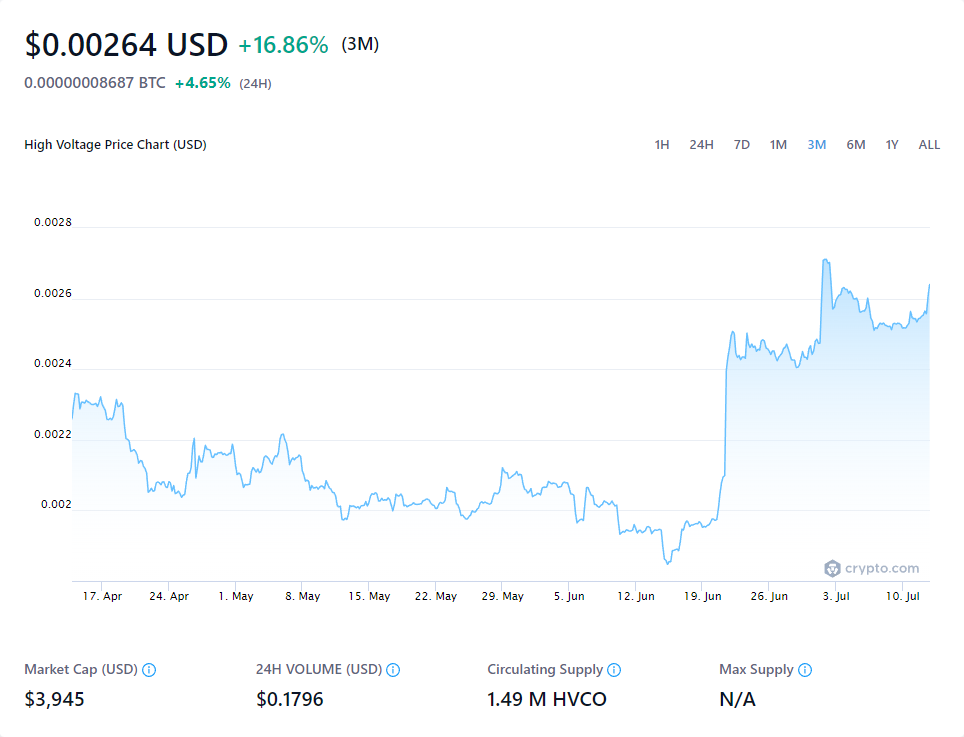 $0.00264 USD +16.86% (3M)
0.00000008687 BTC +4.65% (24H)
High Voltage Price Chart (USD)
1H 24H 7D 1M 3M 6M 1Y ALL
0.0028
0.0026
0.0024
0.0022
0.002
crypto.com
17. Apr 24. Apr 1. May 8. May 15. May 22. May 29. May 5. Jun 12. Jun 19. Jun 26. Jun 3. Jul 10. Jul
Market Cap (USD) 24H VOLUME (USD) Circulating Supply Max Supply
$3,945 $0.1796 1.49 M HVCO N/A